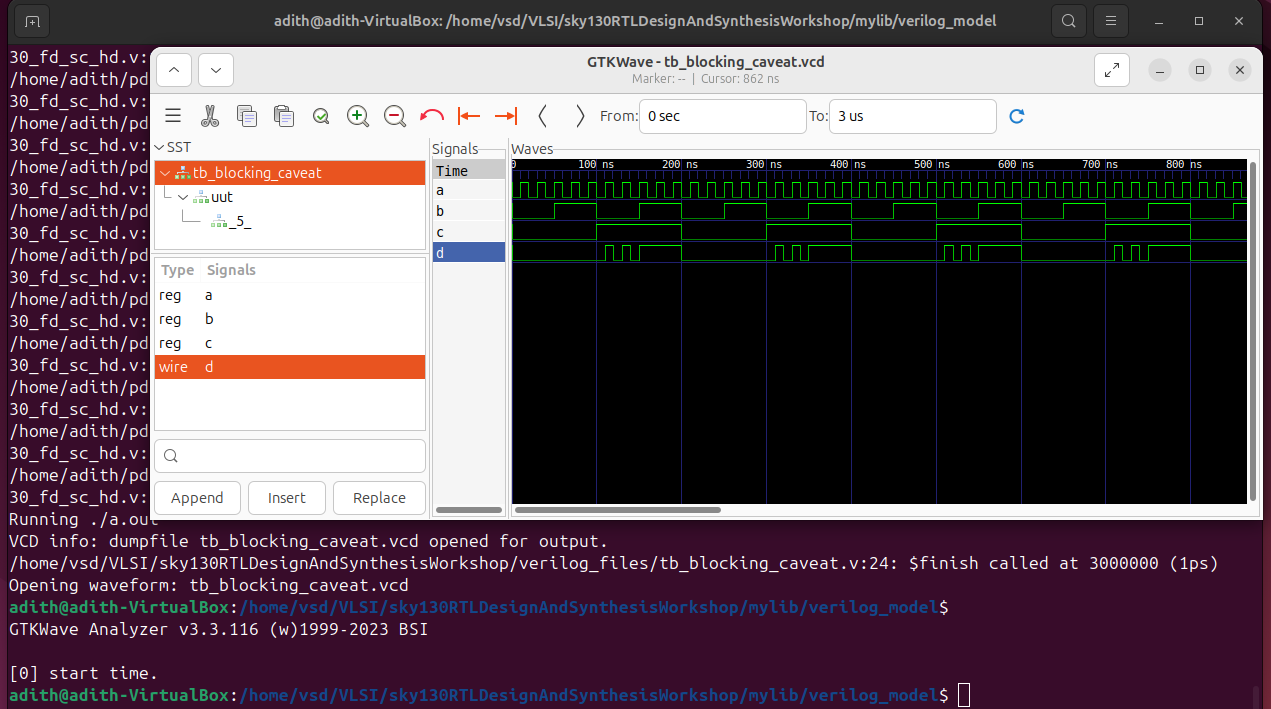 adith@adith-VirtualBox: /home/vsd/VLSI/sky130RTLDesignAndSynthesisWorkshop/mylib/verilog_model
30_fd_sc_hd.v:
/home/adith/pd
30_fd_sc_hd.v:
/home/adith/pd
30_fd_sc_hd.v:
/home/adith/pd
30_fd_sc_hd.v:
/home/adith/pd
30_fd_sc_hd.v:
/home/adith/pd
30_fd_sc_hd.v:
/home/adith/pd
30_fd_sc_hd.v:
/home/adith/pd
30_fd_sc_hd.v:
/home/adith/pd
30_fd_sc_hd.v:
/home/adith/pd
30_fd_sc_hd.v:
/home/adith/pd
30_fd_sc_hd.v:
GTKWave - tb_blocking_caveat.vcd
Marker: -- | Cursor: 862 ns
From: 0 sec To: 3 us
SST
tb_blocking_caveat
uut
_5_
Type Signals
reg a
reg b
reg c
wire d
Append Insert Replace
Signals
Time
a
b
c
d
Waves
0 100 ns 200 ns 300 ns 400 ns 500 ns 600 ns 700 ns 800 ns
Running ./a.out
VCD info: dumpfile tb_blocking_caveat.vcd opened for output.
/home/vsd/VLSI/sky130RTLDesignAndSynthesisWorkshop/verilog_files/tb_blocking_caveat.v:24: $finish called at 3000000 (1ps)
Opening waveform: tb_blocking_caveat.vcd
adith@adith-VirtualBox:/home/vsd/VLSI/sky130RTLDesignAndSynthesisWorkshop/mylib/verilog_model$
GTKWave Analyzer v3.3.116 (w)1999-2023 BSI
[0] start time.
adith@adith-VirtualBox:/home/vsd/VLSI/sky130RTLDesignAndSynthesisWorkshop/mylib/verilog_model$